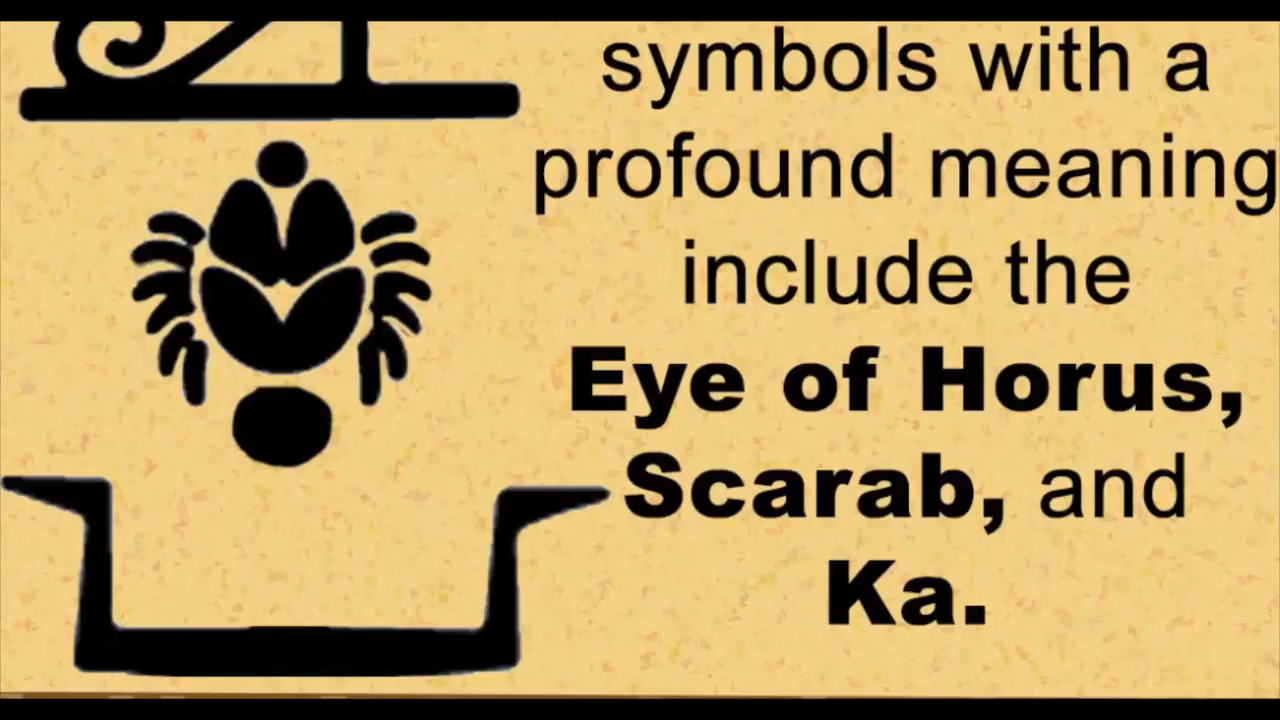 symbols with a
profound meaning
include the
Eye of Horus,
Scarab, and
Ka.